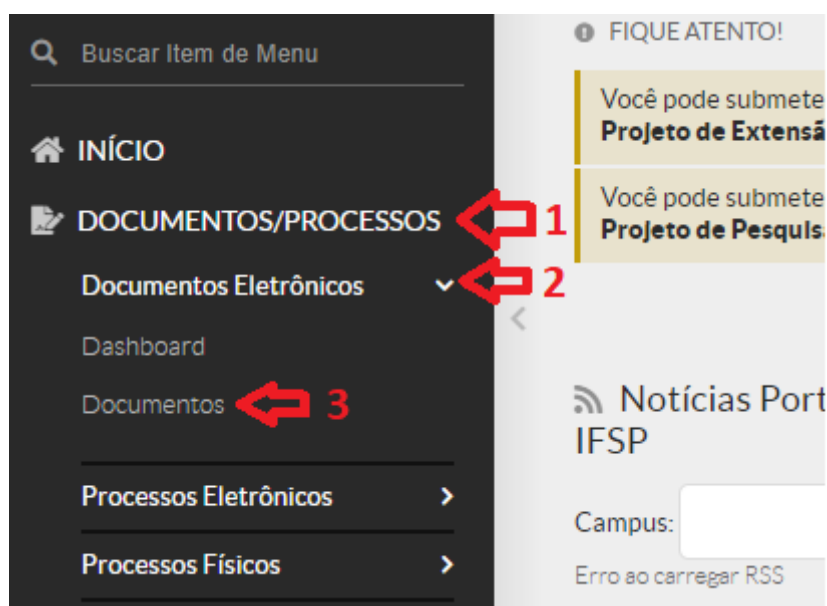 Buscar Item de Menu
INÍCIO
DOCUMENTOS/PROCESSOS 1
Documentos Eletrônicos 2
Dashboard
Documentos 3
Processos Eletrônicos
Processos Físicos
FIQUE ATENTO!
Você pode submete
Projeto de Extensã
Você pode submete
Projeto de Pesquis
Notícias Port
IFSP
Campus:
Erro ao carregar RSS